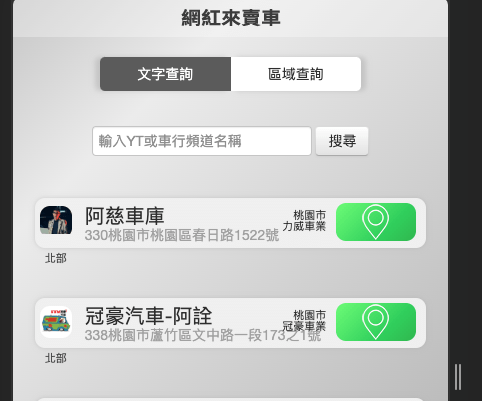 網紅來賣車
文字查詢
區域查詢
輸入YT或車行頻道名稱
搜尋
阿慈車庫
330桃園市桃園區春日路1522號
桃園市
力威車業
北部
冠豪汽車-阿詮
338桃園市蘆竹區文中路一段173之1號
桃園市
冠豪車業
北部